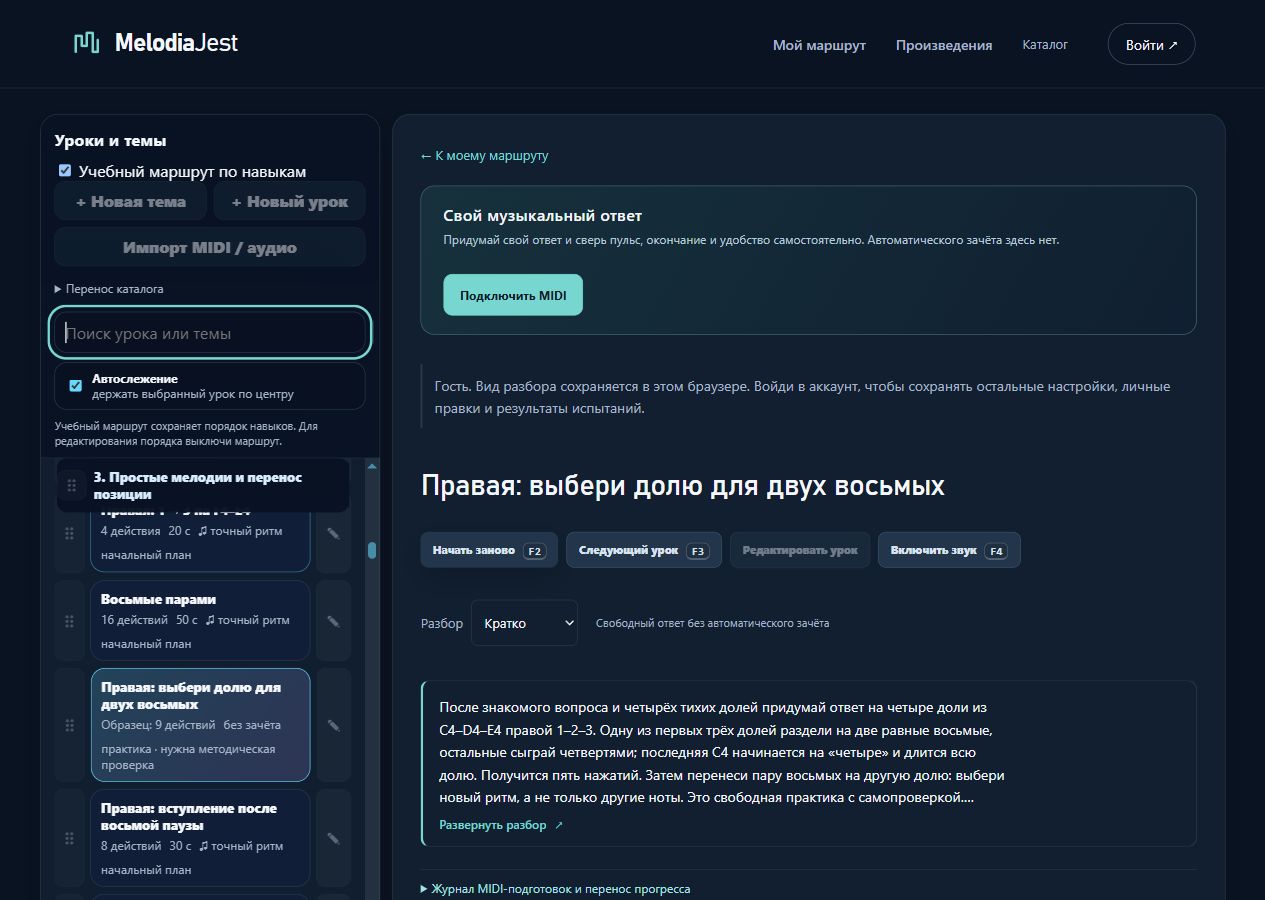 MelodiaJest
Мой маршрут
Произведения
Каталог
Войти ↗
Уроки и темы
Учебный маршрут по навыкам
+ Новая тема
+ Новый урок
Импорт MIDI / аудио
▶ Перенос каталога
Поиск урока или темы
Автослежение
держать выбранный урок по центру
Учебный маршрут сохраняет порядок навыков. Для
редактирования порядка выключи маршрут.
3. Простые мелодии и перенос
позиции
4 действия 20 с ♫ точный ритм
начальный план
Восьмые парами
16 действий 50 с ♫ точный ритм
начальный план
Правая: выбери долю для
двух восьмых
Образец: 9 действий без зачёта
практика · нужна методическая
проверка
Правая: вступление после
восьмой паузы
8 действий 30 с ♫ точный ритм
начальный план
← К моему маршруту
Свой музыкальный ответ
Придумай свой ответ и сверь пульс, окончание и удобство самостоятельно. Автоматического зачёта здесь нет.
Подключить MIDI
Гость. Вид разбора сохраняется в этом браузере. Войди в аккаунт, чтобы сохранять остальные настройки, личные
правки и результаты испытаний.
Правая: выбери долю для двух восьмых
Начать заново F2
Следующий урок F3
Редактировать урок
Включить звук F4
Разбор
Кратко
Свободный ответ без автоматического зачёта
После знакомого вопроса и четырёх тихих долей придумай ответ на четыре доли из
C4–D4–E4 правой 1–2–3. Одну из первых трёх долей раздели на две равные восьмые,
остальные сыграй четвертями; последняя C4 начинается на «четыре» и длится всю
долю. Получится пять нажатий. Затем перенеси пару восьмых на другую долю: выбери
новый ритм, а не только другие ноты. Это свободная практика с самопроверкой....
Развернуть разбор ↗
▶ Журнал MIDI-подготовок и перенос прогресса